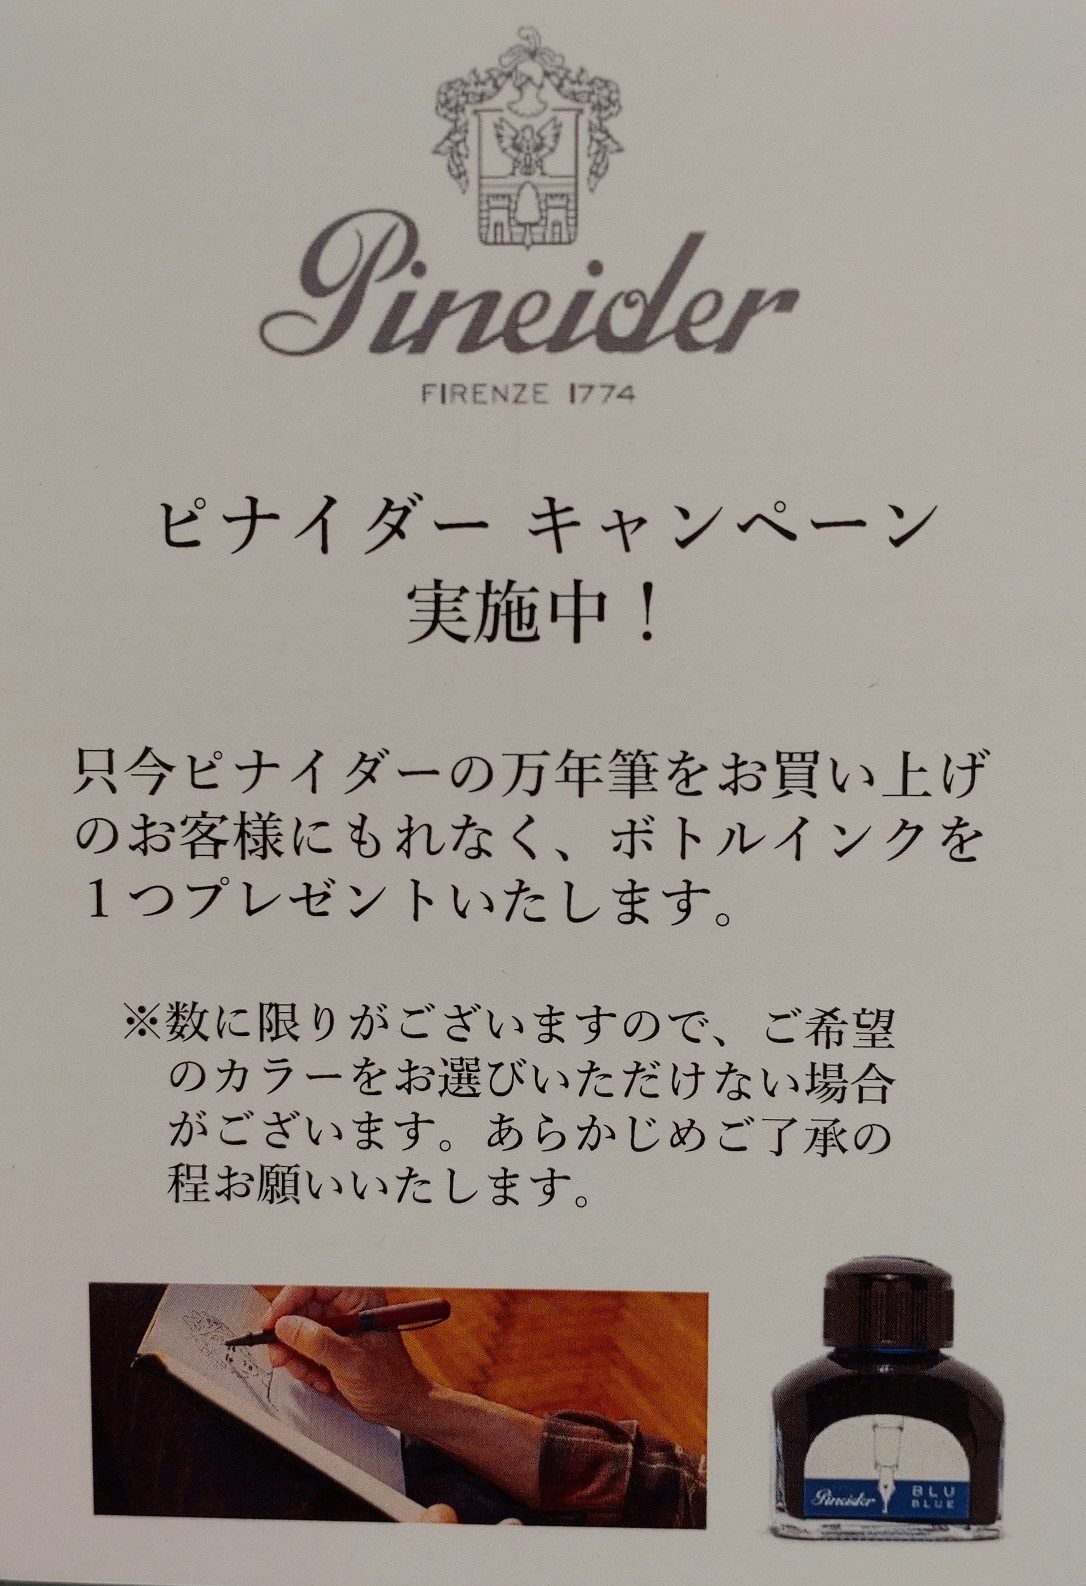 Pineider
FIRENZE 1774
ピナイダー キャンペーン
実施中！
只今ピナイダーの万年筆をお買い上げ
のお客様にもれなく、ボトルインクを
１つプレゼントいたします。
※数に限りがございますので、ご希望
のカラーをお選びいただけない場合
がございます。あらかじめご了承の
程お願いいたします。
Pineider BLU
BLUE